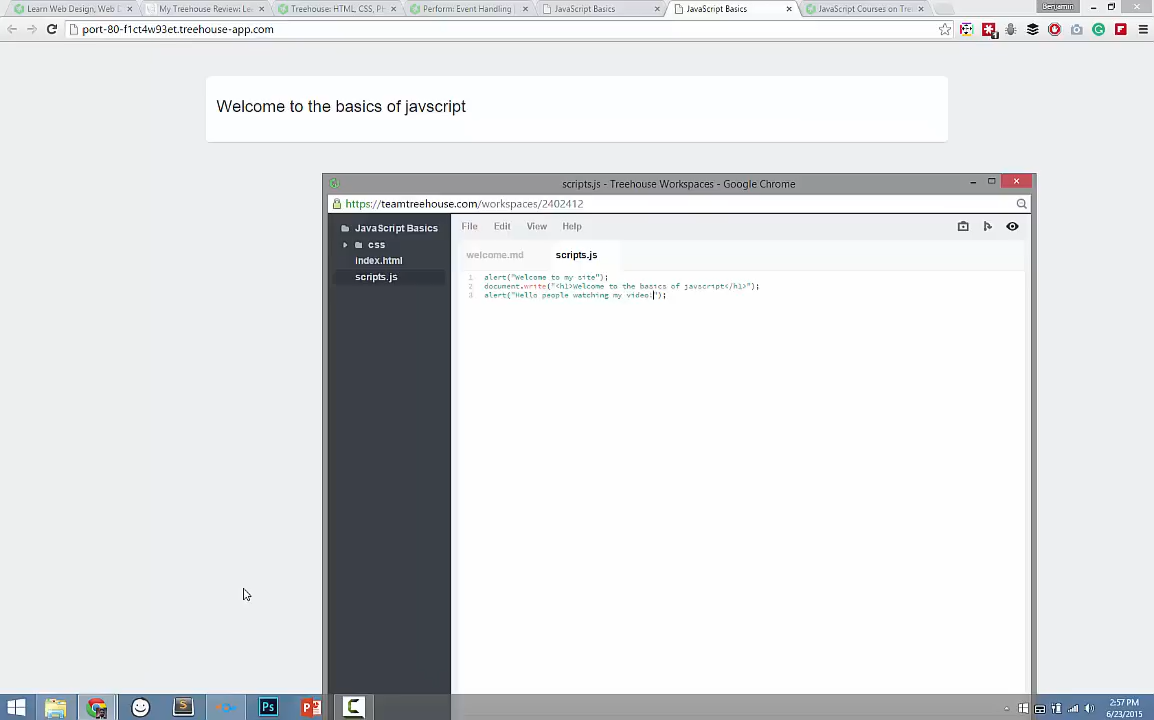 Learn Web Design, Web D
My Treehouse Review: Le
Treehouse: HTML, CSS, Ph
Perform: Event Handling
JavaScript Basics
JavaScript Basics
JavaScript Courses on Tre
Benjamin
port-80-f1ct4w93et.treehouse-app.com
Welcome to the basics of javscript
scripts.js - Treehouse Workspaces - Google Chrome
https://teamtreehouse.com/workspaces/2402412
JavaScript Basics
css
index.html
scripts.js
File Edit View Help
welcome.md scripts.js
1 alert("Welcome to my site");
2 document.write("<h1>Welcome to the basics of javscript</h1>");
3 alert("Hello people watching my video!");
2:57 PM
6/23/2015